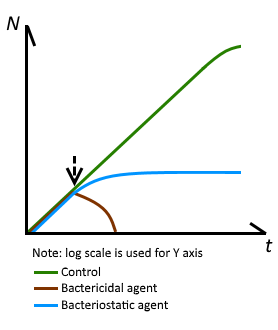 N
t
Note: log scale is used for Y axis
Control
Bactericidal agent
Bacteriostatic agent